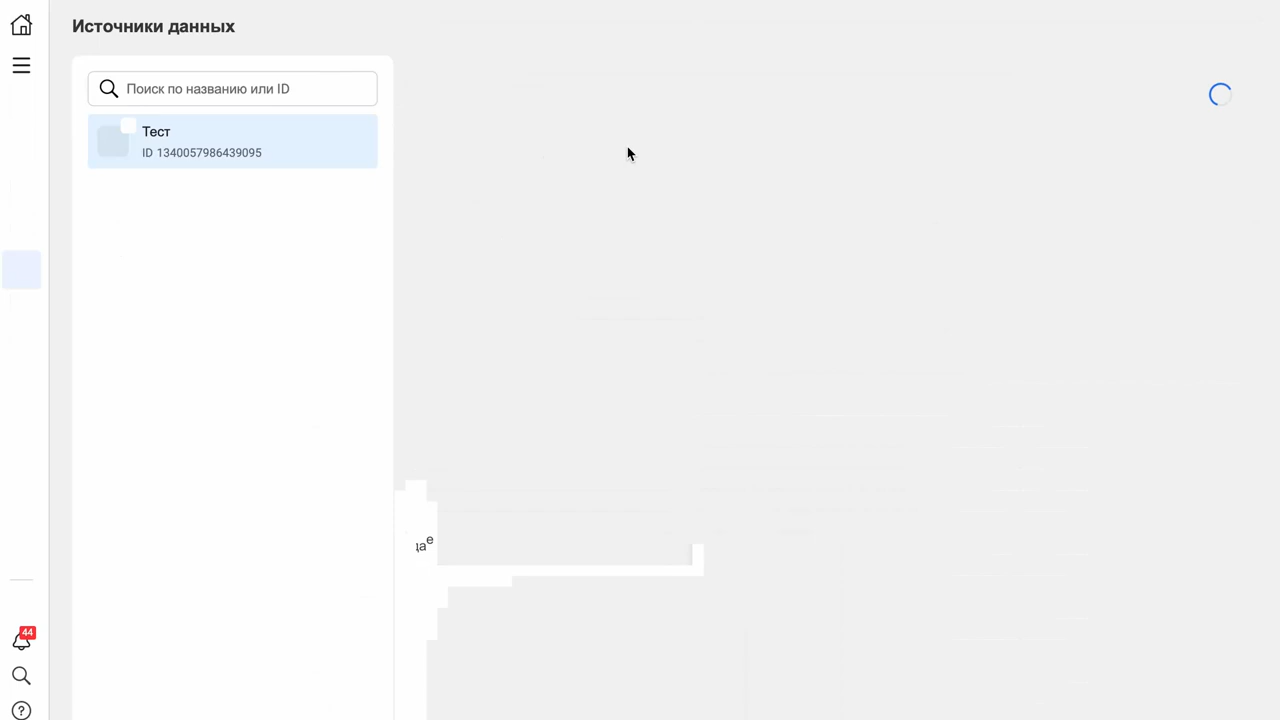 Источники данных
Поиск по названию или ID
Тест
ID 1340057986439095
44